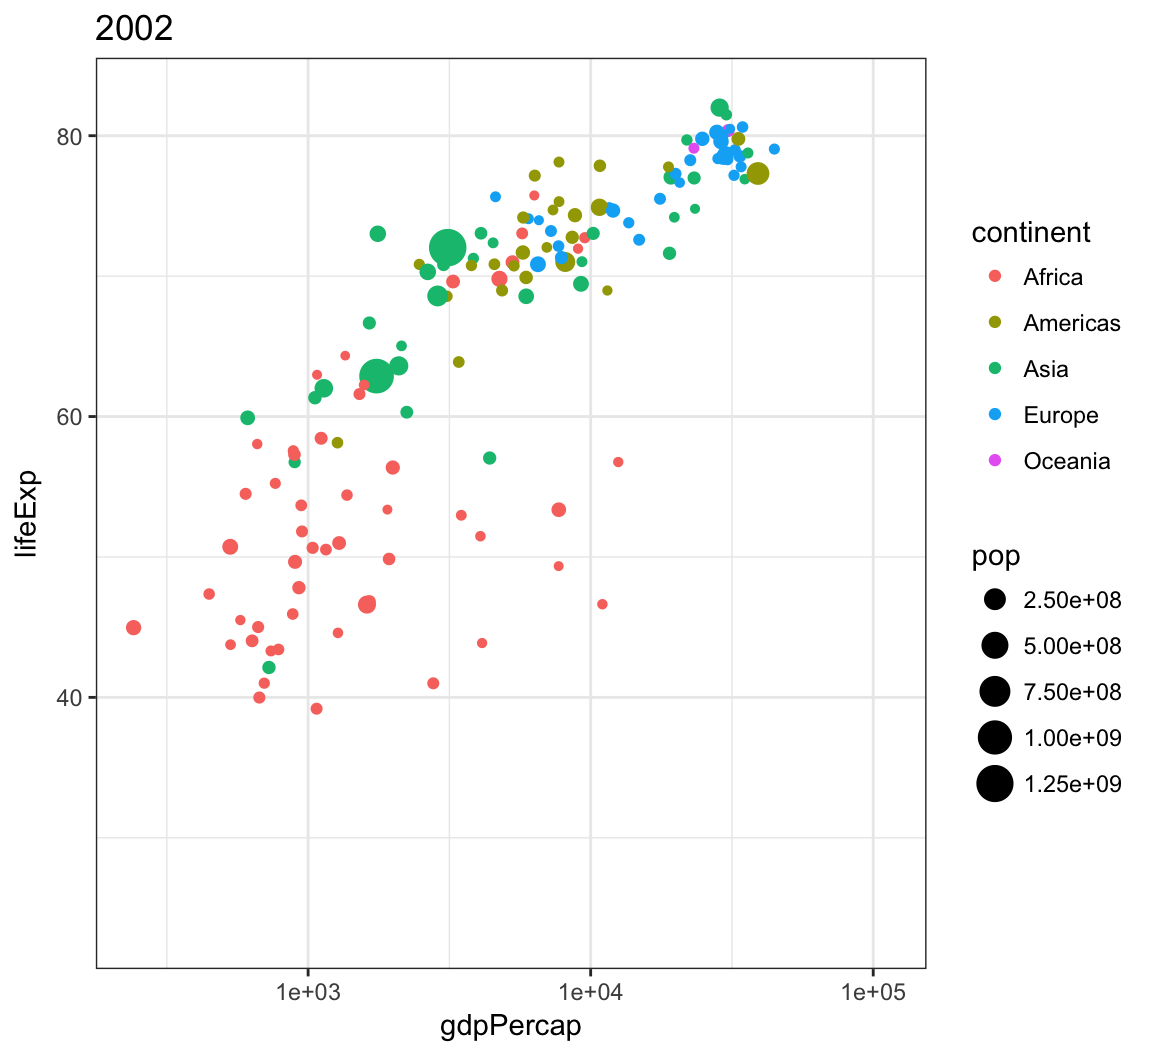 2002
lifeExp
80
60
40
1e+03
1e+04
1e+05
gdpPercap
continent
Africa
Americas
Asia
Europe
Oceania
pop
2.50e+08
5.00e+08
7.50e+08
1.00e+09
1.25e+09